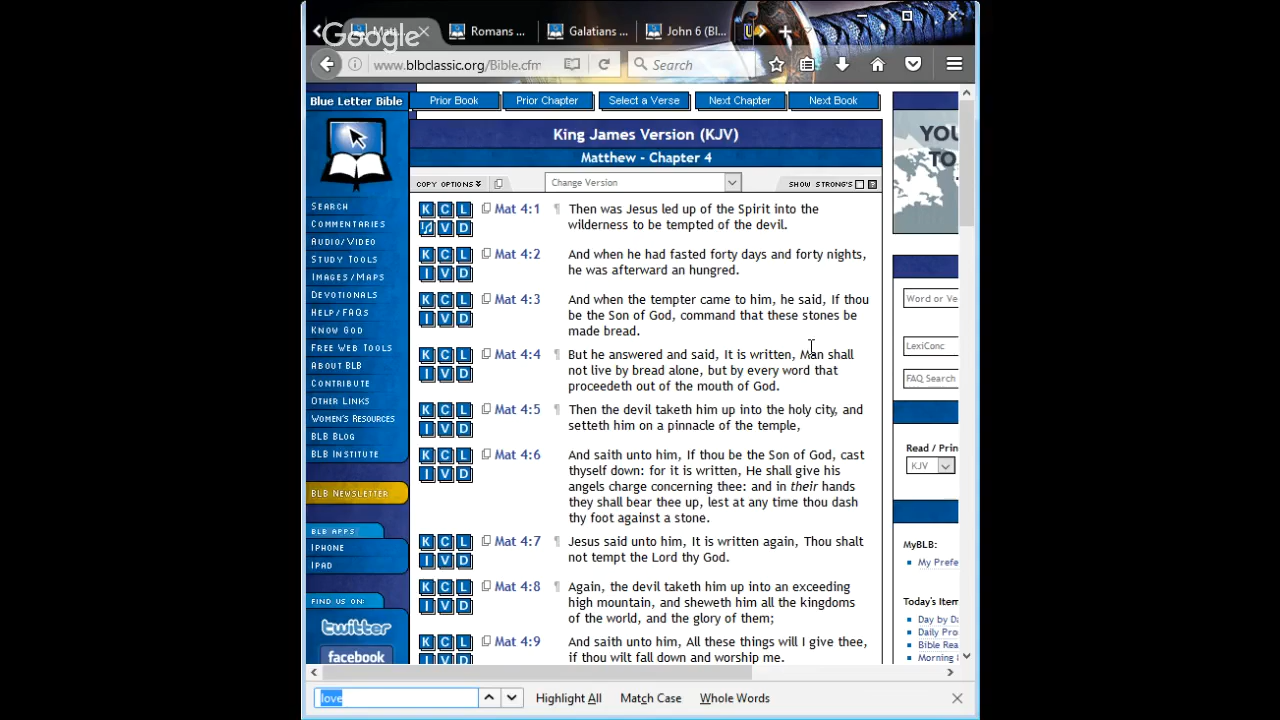 Google
Romans ...
Galatians ...
John 6 (Bl...
www.blbclassic.org/Bible.cfm
Search
Blue Letter Bible
Prior Book
Prior Chapter
Select a Verse
Next Chapter
Next Book
King James Version (KJV)
Matthew - Chapter 4
COPY OPTIONS
Change Version
SHOW STRONG'S
K C L Mat 4:1 ¶ Then was Jesus led up of the Spirit into the
V D wilderness to be tempted of the devil.
K C L Mat 4:2 And when he had fasted forty days and forty nights,
I V D he was afterward an hungred.
K C L Mat 4:3 And when the tempter came to him, he said, If thou
I V D be the Son of God, command that these stones be
made bread.
K C L Mat 4:4 ¶ But he answered and said, It is written, Man shall
I V D not live by bread alone, but by every word that
proceedeth out of the mouth of God.
K C L Mat 4:5 ¶ Then the devil taketh him up into the holy city, and
I V D setteth him on a pinnacle of the temple,
K C L Mat 4:6 And saith unto him, If thou be the Son of God, cast
I V D thyself down: for it is written, He shall give his
angels charge concerning thee: and in their hands
they shall bear thee up, lest at any time thou dash
thy foot against a stone.
K C L Mat 4:7 ¶ Jesus said unto him, It is written again, Thou shalt
I V D not tempt the Lord thy God.
K C L Mat 4:8 ¶ Again, the devil taketh him up into an exceeding
I V D high mountain, and sheweth him all the kingdoms
of the world, and the glory of them;
K C L Mat 4:9 And saith unto him, All these things will I give thee,
I V D if thou wilt fall down and worship me.
SEARCH
COMMENTARIES
AUDIO/VIDEO
STUDY TOOLS
IMAGES/MAPS
DEVOTIONALS
HELP/FAQS
KNOW GOD
FREE WEB TOOLS
ABOUT BLB
CONTRIBUTE
OTHER LINKS
WOMEN'S RESOURCES
BLB BLOG
BLB INSTITUTE
BLB NEWSLETTER
BLB APPS
IPHONE
IPAD
FIND US ON:
twitter
facebook
YOU
TO
Word or Ve
LexiConc
FAQ Search
Read / Prin
KJV
MyBLB:
My Prefe
Today's Item
Day by Da
Daily Pro
Bible Rea
Morning
love
Highlight All
Match Case
Whole Words